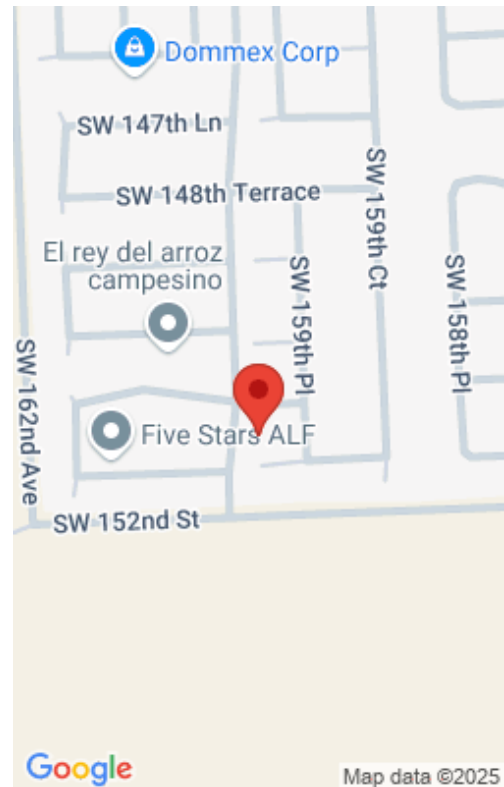 Dommex Corp
SW 147th Ln
SW 148th Terrace
SW 159th Ct
El rey del arroz
campesino
SW 159th Pl
SW 158th Pl
SW 162nd Ave
Five Stars ALF
SW 152nd St
Google
Map data ©2025